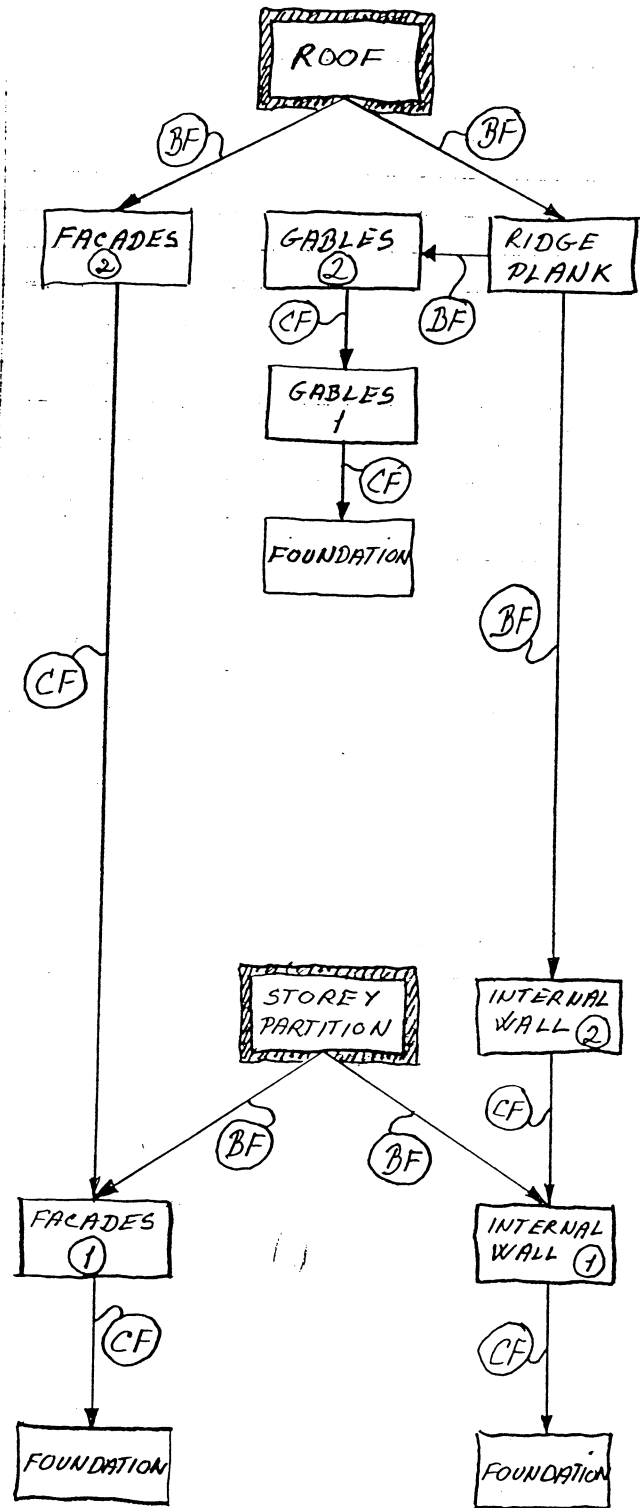 ROOF
BF
BF
FACADES
2
GABLES
2
RIDGE
PLANK
CF
BF
GABLES
1
CF
FOUNDATION
BF
CF
STOREY
PARTITION
INTERNAL
WALL 2
CF
BF
BF
FACADES
1
INTERNAL
WALL 1
CF
CF
FOUNDATION
FOUNDATION